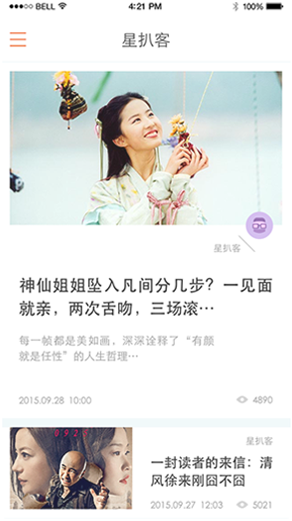 BELL 4:21 PM 100%
星扒客
星扒客
神仙姐姐坠入凡间分几步？一见面
就亲，两次舌吻，三场滚…
每一帧都是美如画，深深诠释了“有颜
就是任性”的人生哲理…
2015.09.28 10:00 4890
星扒客
一封读者的来信：清
风徐来刚囧不囧
2015.09.27 12:03 5021